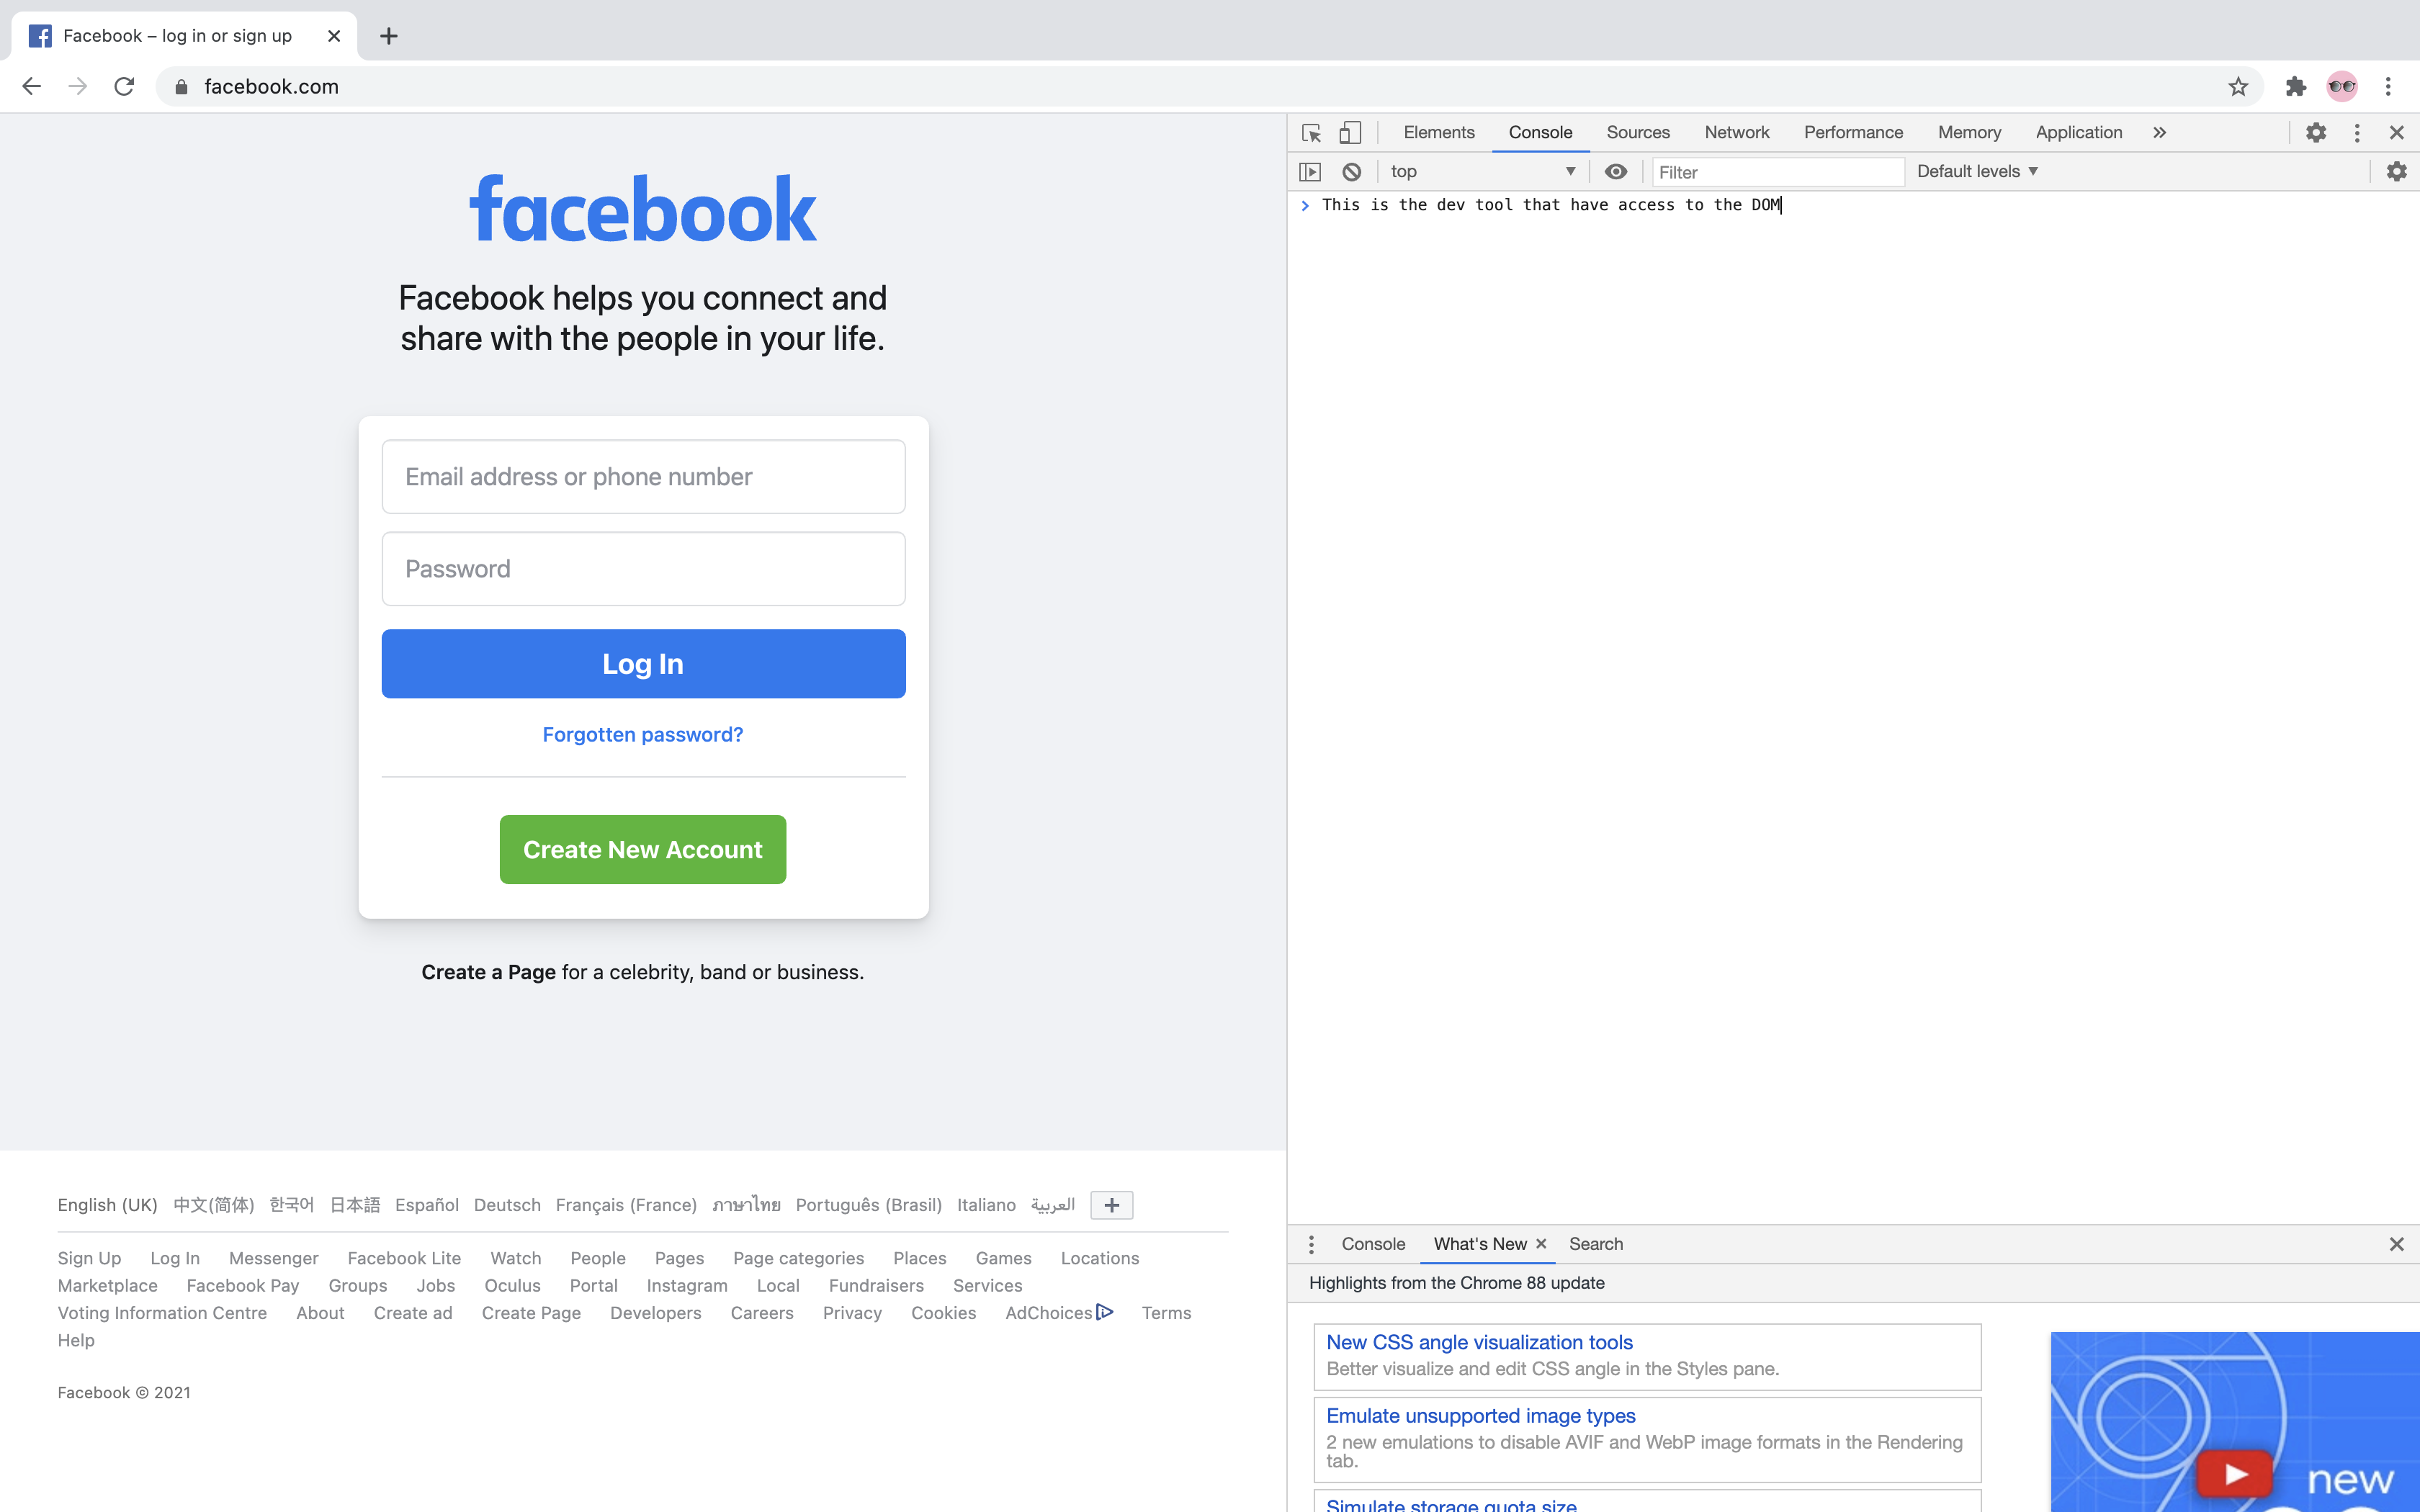 Facebook – log in or sign up
facebook.com
facebook
Facebook helps you connect and
share with the people in your life.
Email address or phone number
Password
Log In
Forgotten password?
Create New Account
Create a Page for a celebrity, band or business.
English (UK) 中文(简体) 한국어 日本語 Español Deutsch Français (France) ภาษาไทย Português (Brasil) Italiano العربية
Sign Up Log In Messenger Facebook Lite Watch People Pages Page categories Places Games Locations
Marketplace Facebook Pay Groups Jobs Oculus Portal Instagram Local Fundraisers Services
Voting Information Centre About Create ad Create Page Developers Careers Privacy Cookies AdChoices Terms
Help
Facebook © 2021
Elements Console Sources Network Performance Memory Application
top Filter Default levels
This is the dev tool that have access to the DOM
Console What's New Search
Highlights from the Chrome 88 update
New CSS angle visualization tools
Better visualize and edit CSS angle in the Styles pane.
Emulate unsupported image types
2 new emulations to disable AVIF and WebP image formats in the Rendering
tab.
Simulate storage quota size
new